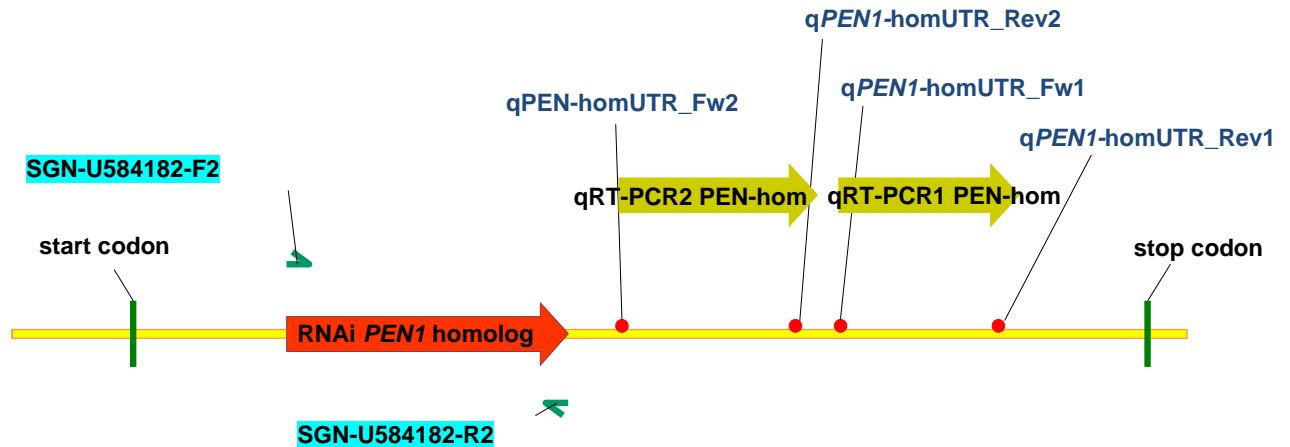 qPEN1-homUTR_Rev2
qPEN1-homUTR_Fw1
qPEN-homUTR_Fw2
qPEN1-homUTR_Rev1
SGN-U584182-F2
qRT-PCR2 PEN-hom
qRT-PCR1 PEN-hom
start codon
stop codon
RNAi PEN1 homolog
SGN-U584182-R2